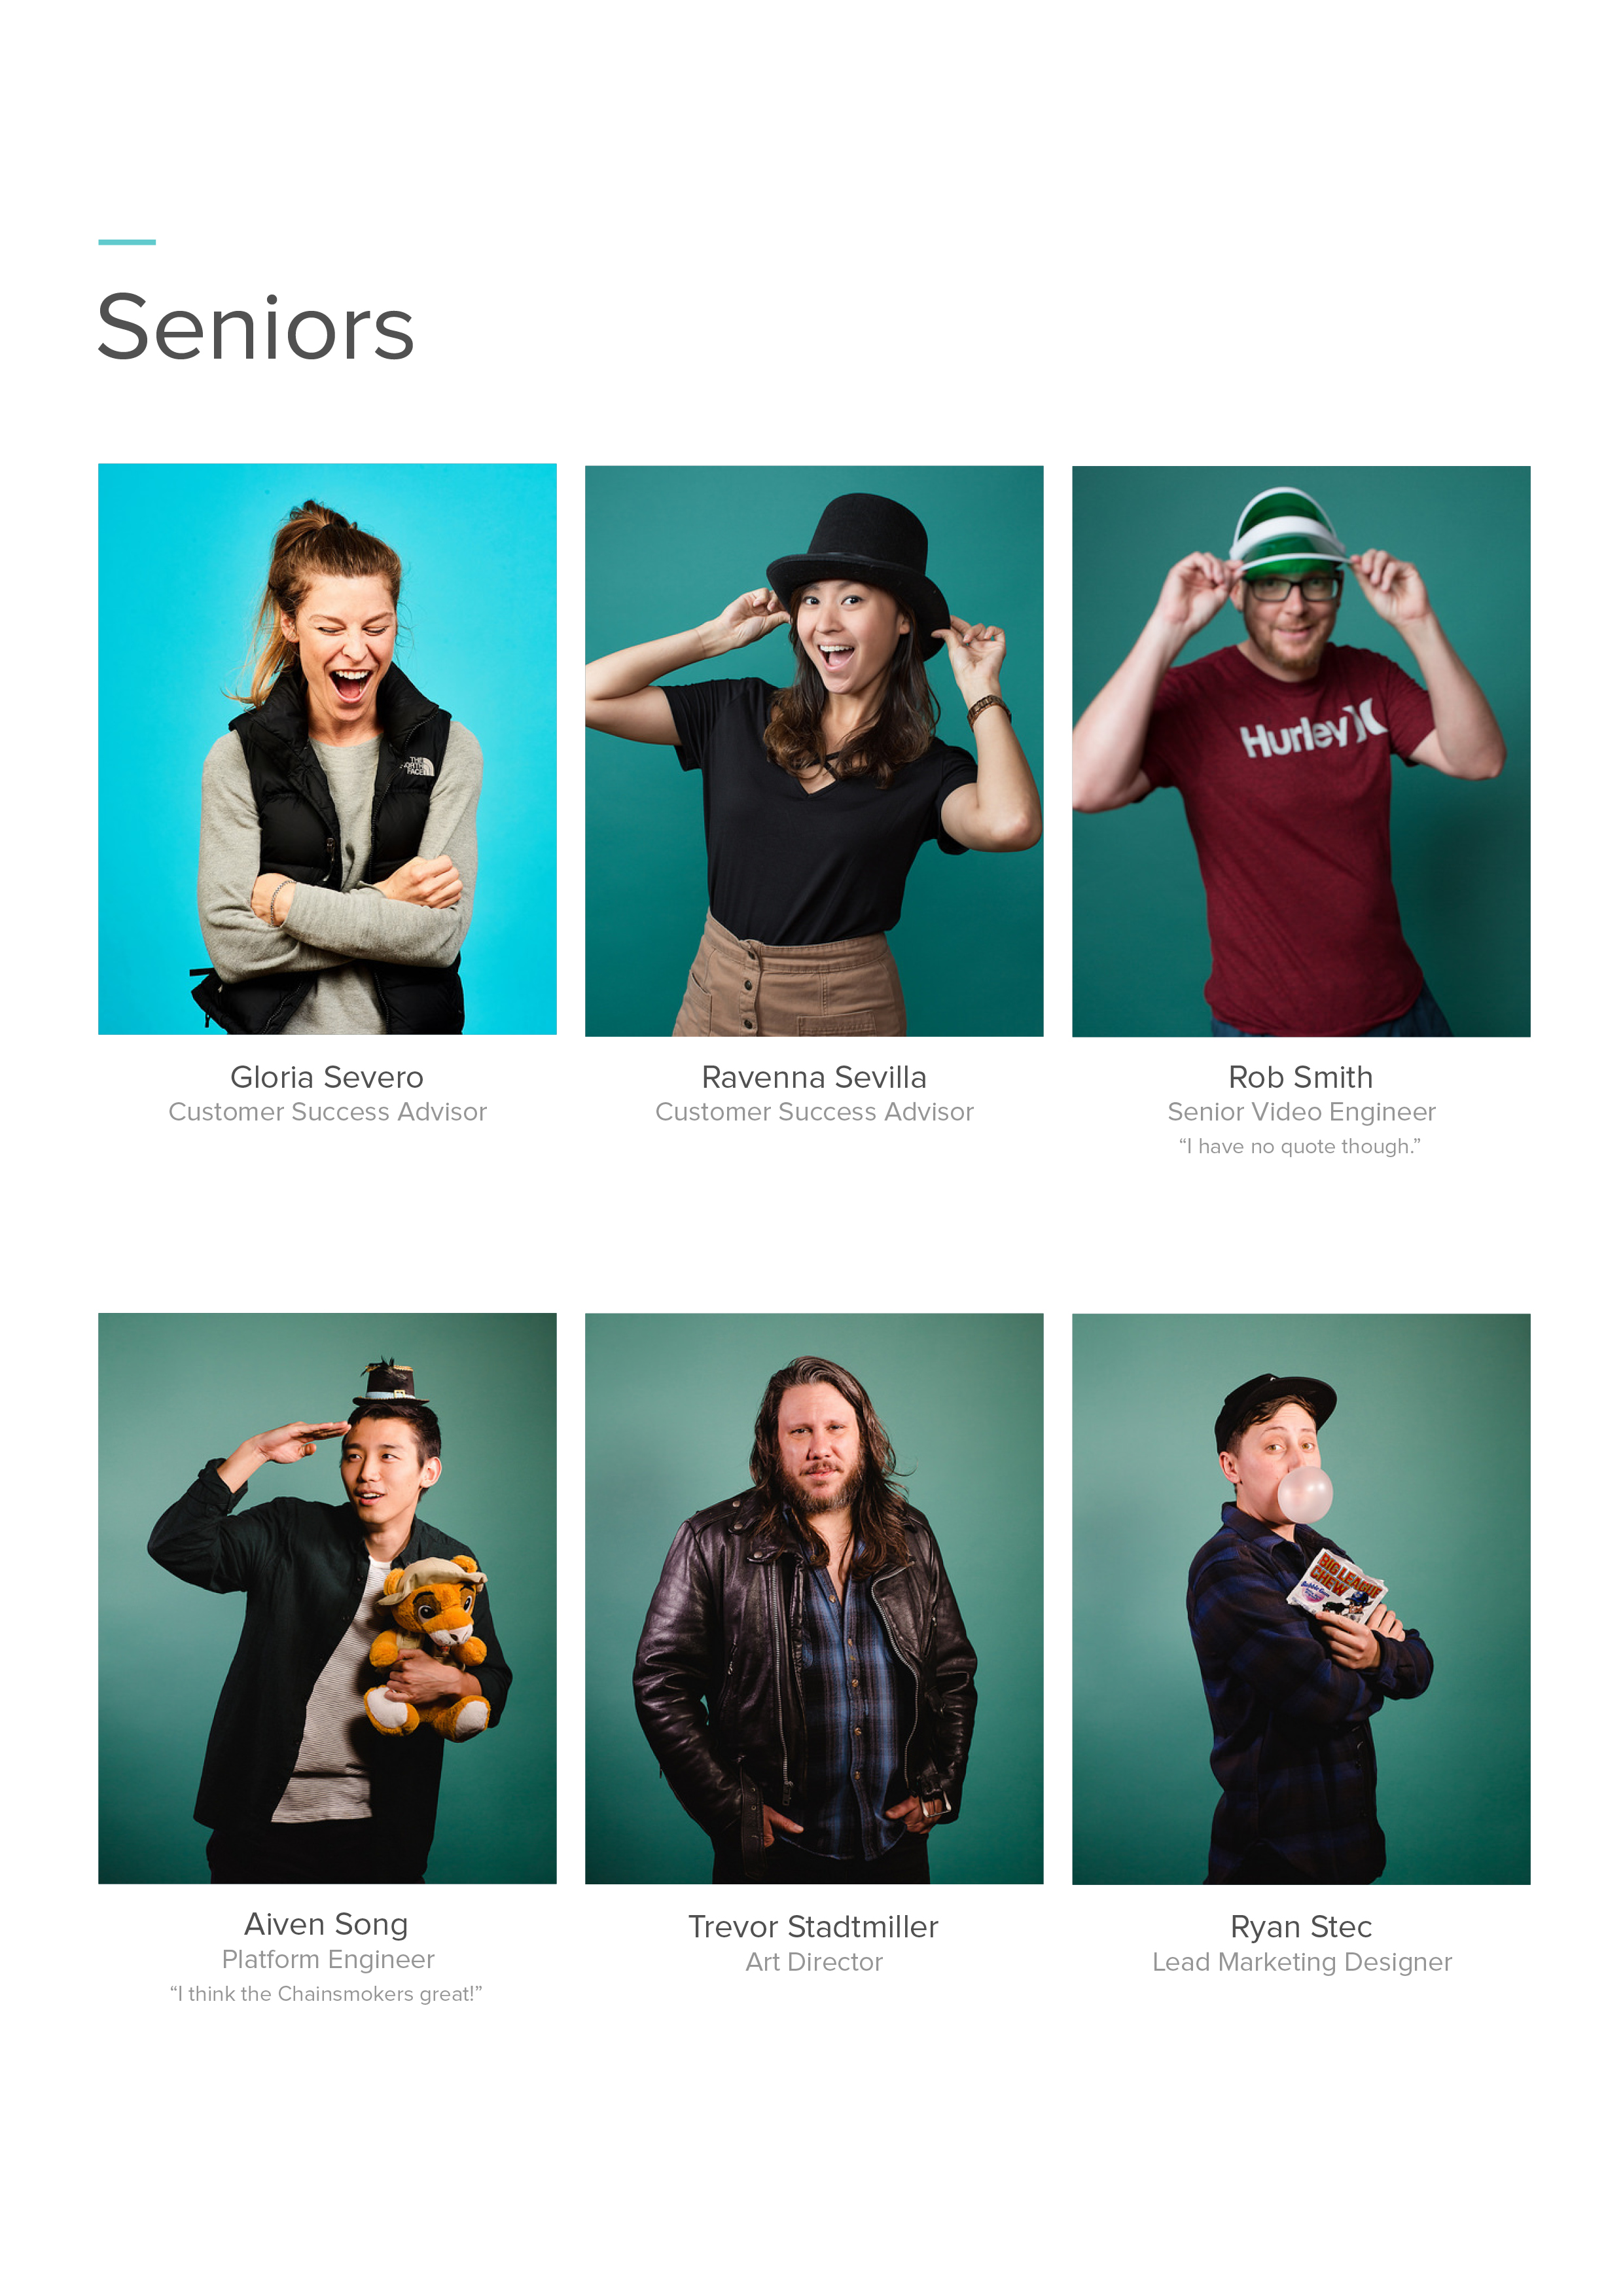 Seniors
THE
NORTH
FACE
Hurley
Gloria Severo
Customer Success Advisor
Ravenna Sevilla
Customer Success Advisor
Rob Smith
Senior Video Engineer
“I have no quote though.”
BIG LEAGUE
CHEW
Bubble Gum
Aiven Song
Platform Engineer
“I think the Chainsmokers great!”
Trevor Stadtmiller
Art Director
Ryan Stec
Lead Marketing Designer